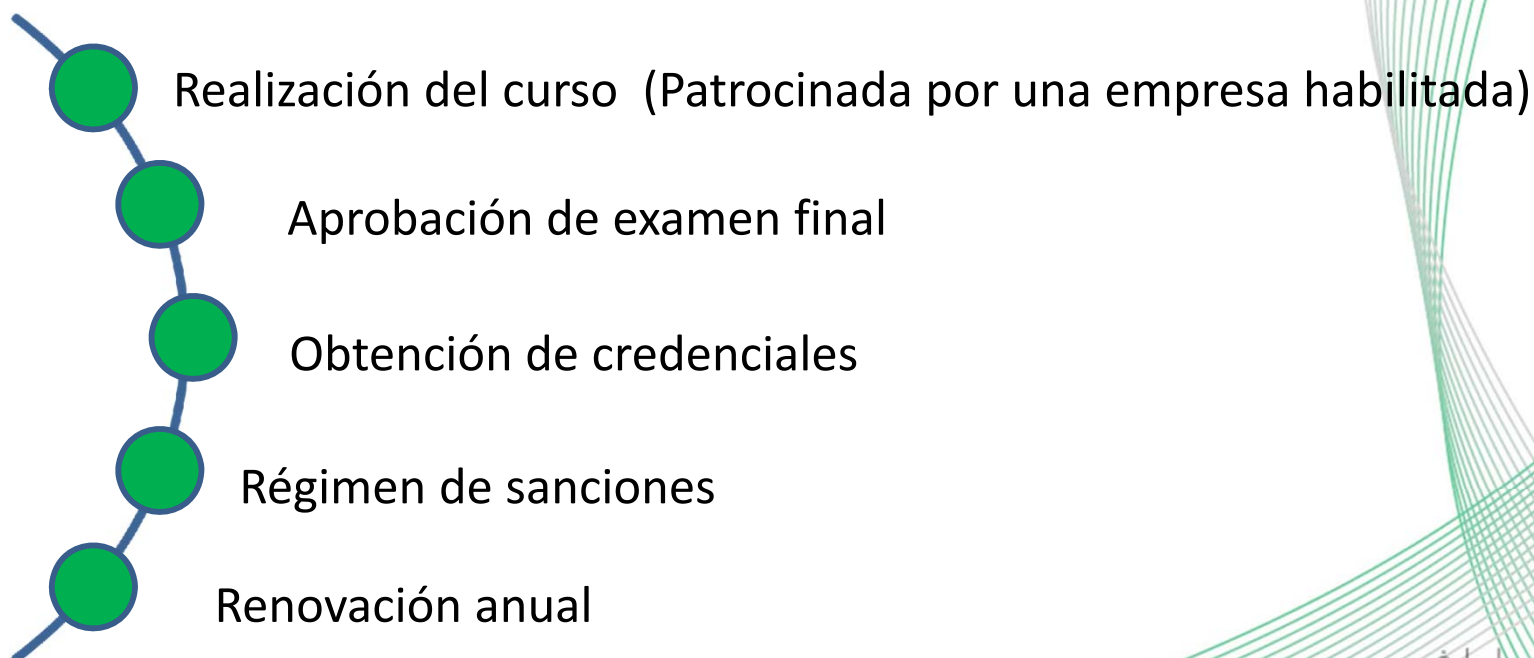 Realización del curso (Patrocinada por una empresa habilitada)
Aprobación de examen final
Obtención de credenciales
Régimen de sanciones
Renovación anual